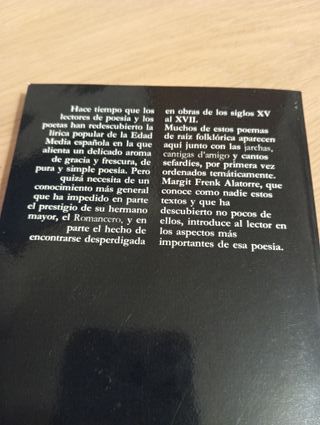 Hace tiempo que los
lectores de poesía y los
poetas han redescubierto la
lírica popular de la Edad
Media española en la que
alienta un delicado aroma
de gracia y frescura, de
pura y simple poesía. Pero
quizá necesita de un
conocimiento más general
que ha impedido en parte
el prestigio de su hermano
mayor, el Romancero, y en
parte el hecho de
encontrarse desperdigada
en obras de los siglos XV
al XVII.
Muchos de estos poemas
de raíz folklórica aparecen
aquí junto con las jarchas,
cantigas d'amigo y cantos
sefardíes, por primera vez
ordenados temáticamente.
Margit Frenk Alatorre, que
conoce como nadie estos
textos y que ha
descubierto no pocos de
ellos, introduce al lector en
los aspectos más
importantes de esa poesía.